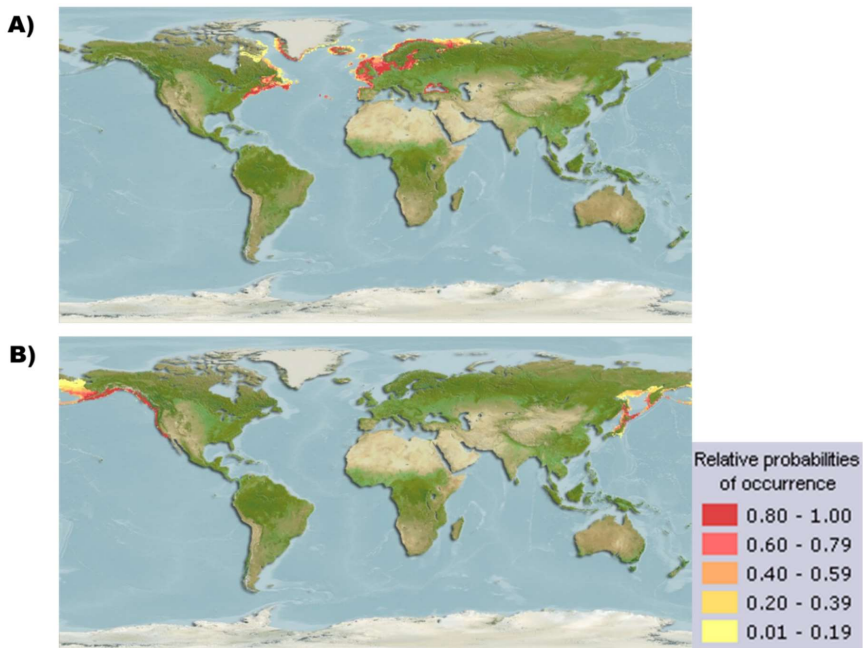 A)
B)
Relative probabilities
of occurrence
0.80 - 1.00
0.60 - 0.79
0.40 - 0.59
0.20 - 0.39
0.01 - 0.19